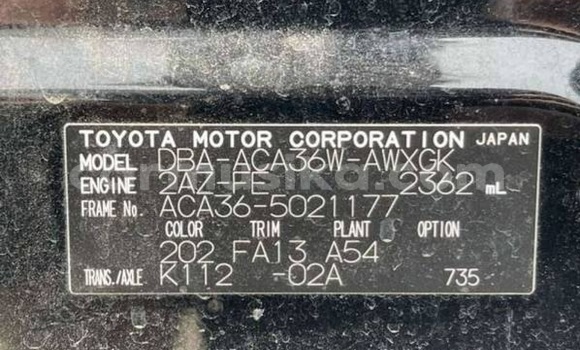 TOYOTA MOTOR CORPORATION JAPAN
MODEL DBA-ACA36W-AWXGK
ENGINE 2AZ-FE 2362 mL
FRAME No. ACA36-5021177
COLOR TRIM PLANT OPTION
202 FA13 A54
TRANS./AXLE K112 -02A 735